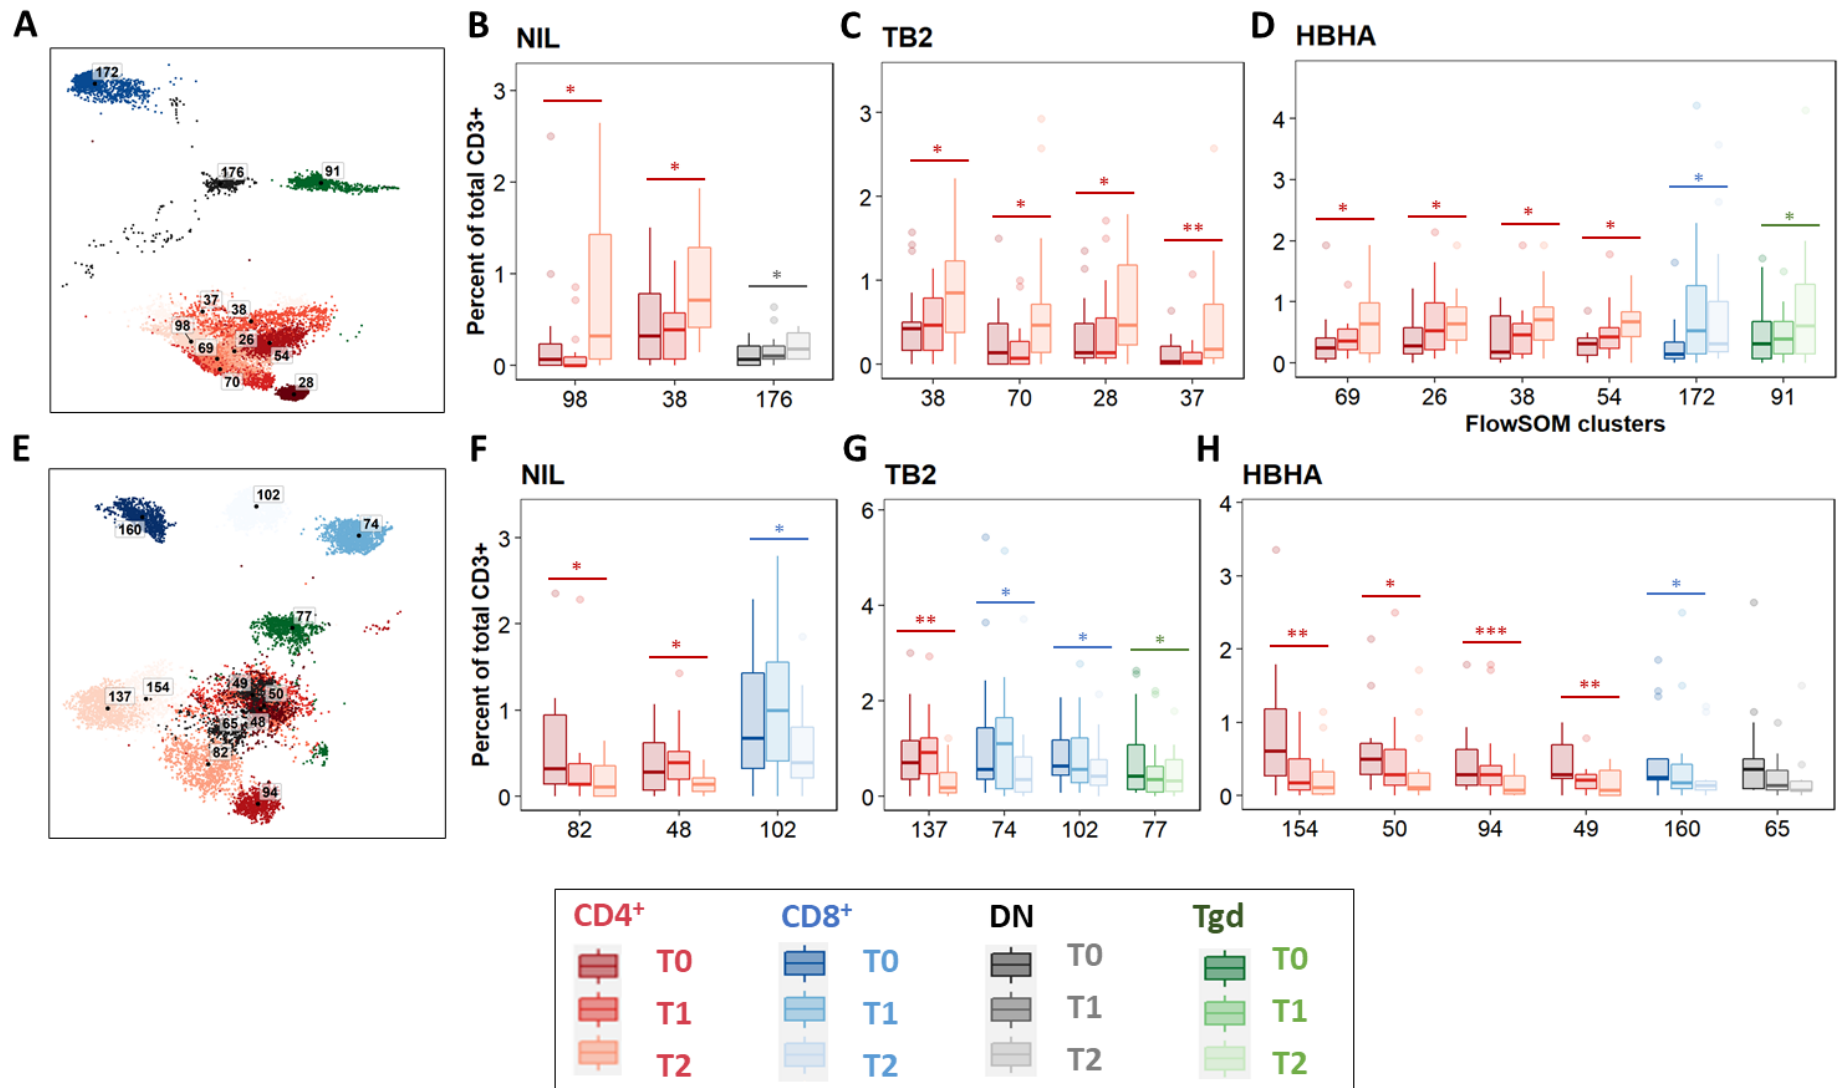 A
172
176
91
37
38
98
26
69
54
70
28
B
NIL
Percent of total CD3+
3
2
1
0
*
*
*
98 38 176
C
TB2
3
2
1
0
*
*
*
**
38 70 28 37
D
HBHA
4
3
2
1
0
*
*
*
*
*
*
69 26 38 54 172 91
FlowSOM clusters
E
102
160
74
77
137
154
49
50
65
48
82
94
F
NIL
Percent of total CD3+
3
2
1
0
*
*
*
82 48 102
G
TB2
6
4
2
0
**
*
*
*
137 74 102 77
H
HBHA
4
3
2
1
0
**
*
***
**
*
154 50 94 49 160 65
CD4⁺ CD8⁺ DN Tgd
T0 T0 T0 T0
T1 T1 T1 T1
T2 T2 T2 T2